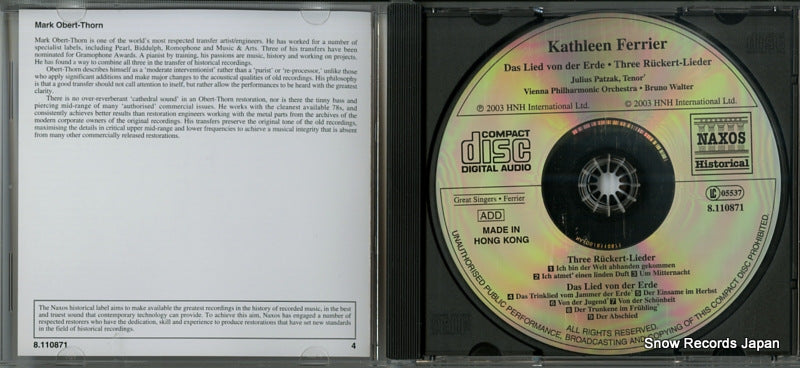 Mark Obert-Thorn
Mark Obert-Thorn is one of the world's most respected transfer artist/engineers. He has worked for a number of
specialist labels, including Pearl, Biddulph, Romophone and Music & Arts. Three of his transfers have been
nominated for Gramophone Awards. A pianist by training, his passions are music, history and working on projects.
He has found a way to combine all three in the transfer of historical recordings.
Obert-Thorn describes himself as a 'moderate interventionist' rather than a 'purist' or 're-processor,' unlike those
who apply significant additions and make major changes to the acoustical qualities of old recordings. His philosophy
is that a good transfer should not call attention to itself, but rather allow the performances to be heard with the greatest
clarity.
There is no over-reverberant 'cathedral sound' in an Obert-Thorn restoration, nor is there the tinny bass and
piercing mid-range of many 'authorised' commercial issues. He works with the cleanest available 78s, and
consistently achieves better results than restoration engineers working with the metal parts from the archives of the
modern corporate owners of the original recordings. His transfers preserve the original tone of the old recordings,
maximising the details in critical upper mid-range and lower frequencies to achieve a musical integrity that is absent
from many other commercially released restorations.
The Naxos historical label aims to make available the greatest recordings in the history of recorded music, in the best
and truest sound that contemporary technology can provide. To achieve this aim, Naxos has engaged a number of
respected restorers who have the dedication, skill and experience to produce restorations that have set new standards
in the field of historical recordings.
8.110871 4
Kathleen Ferrier
Das Lied von der Erde • Three Rückert-Lieder
Julius Patzak, Tenor*
Vienna Philharmonic Orchestra • Bruno Walter
℗ 2003 HNH International Ltd. © 2003 HNH International Ltd.
COMPACT
disc
DIGITAL AUDIO
NAXOS
Historical
Great Singers • Ferrier
LC 05537
8.110871
ADD
MADE IN
HONG KONG
Three Rückert-Lieder
1 Ich bin der Welt abhanden gekommen
2 Ich atmet' einen linden Duft 3 Um Mitternacht
Das Lied von der Erde
4 Das Trinklied vom Jammer der Erde* 5 Der Einsame im Herbst
6 Von der Jugend* 7 Von der Schönheit
8 Der Trunkene im Frühling*
9 Der Abschied
ALL RIGHTS RESERVED.
UNAUTHORISED PUBLIC PERFORMANCE, BROADCASTING AND COPYING OF THIS COMPACT DISC PROHIBITED.
Snow Records Japan